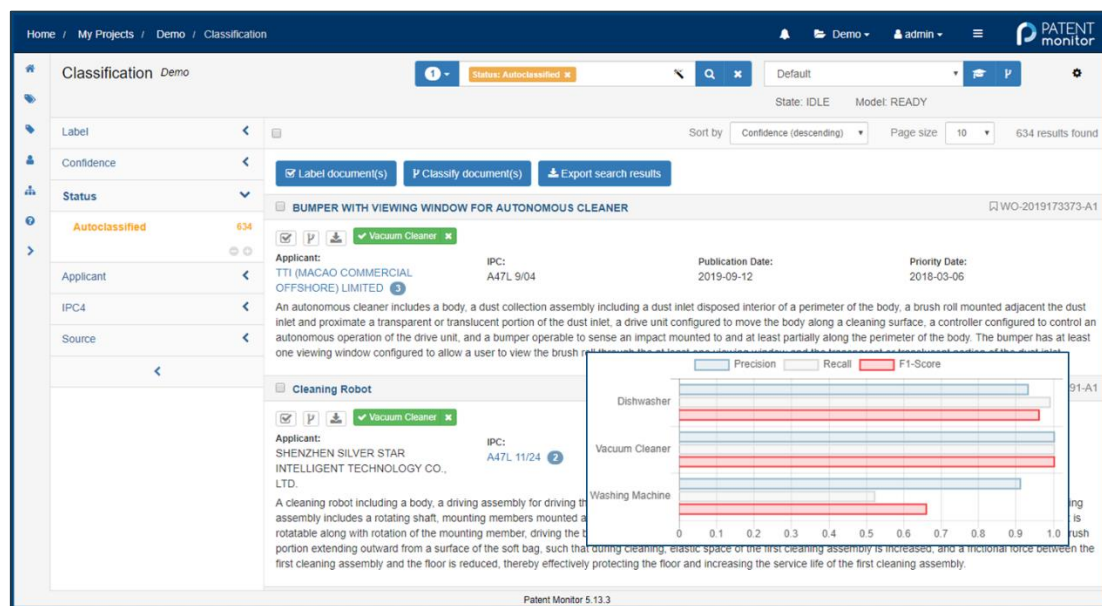 Home / My Projects / Demo / Classification
Demo
admin
PATENT
monitor
Classification Demo
1
Status: Autoclassified
Default
State: IDLE Model: READY
Label
Sort by Confidence (descending) Page size 10 634 results found
Confidence
Label document(s) Classify document(s) Export search results
Status
BUMPER WITH VIEWING WINDOW FOR AUTONOMOUS CLEANER WO-2019173373-A1
Autoclassified 634
Vacuum Cleaner
Applicant: IPC: Publication Date: Priority Date:
TTI (MACAO COMMERCIAL A47L 9/04 2019-09-12 2018-03-06
OFFSHORE) LIMITED 3
Applicant
IPC4
Source
An autonomous cleaner includes a body, a dust collection assembly including a dust inlet disposed interior of a perimeter of the body, a brush roll mounted adjacent the dust
inlet and proximate a transparent or translucent portion of the dust inlet, a drive unit configured to move the body along a cleaning surface, a controller configured to control an
autonomous operation of the drive unit, and a bumper operable to sense an impact mounted to and at least partially along the perimeter of the body. The bumper has at least
one viewing window configured to allow a user to view the brush
Precision Recall F1-Score
Dishwasher
Vacuum Cleaner
Washing Machine
0 0.1 0.2 0.3 0.4 0.5 0.6 0.7 0.8 0.9 1.0
Cleaning Robot 91-A1
Vacuum Cleaner
Applicant: IPC:
SHENZHEN SILVER STAR A47L 11/24 2
INTELLIGENT TECHNOLOGY CO.,
LTD.
A cleaning robot including a body, a driving assembly for driving
assembly includes a rotating shaft, mounting members mounted a is
rotatable along with rotation of the mounting member, driving the
portion extending outward from a surface of the soft bag, such that during cleaning, elastic space of the first cleaning assembly is increased, and a frictional force between the
first cleaning assembly and the floor is reduced, thereby effectively protecting the floor and increasing the service life of the first cleaning assembly.
Patent Monitor 5.13.3